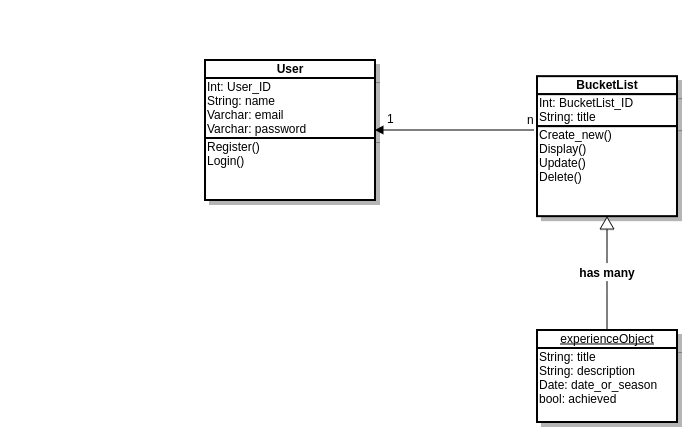 User
Int: User_ID
String: name
Varchar: email
Varchar: password
Register()
Login()
1
n
BucketList
Int: BucketList_ID
String: title
Create_new()
Display()
Update()
Delete()
has many
experienceObject
String: title
String: description
Date: date_or_season
bool: achieved